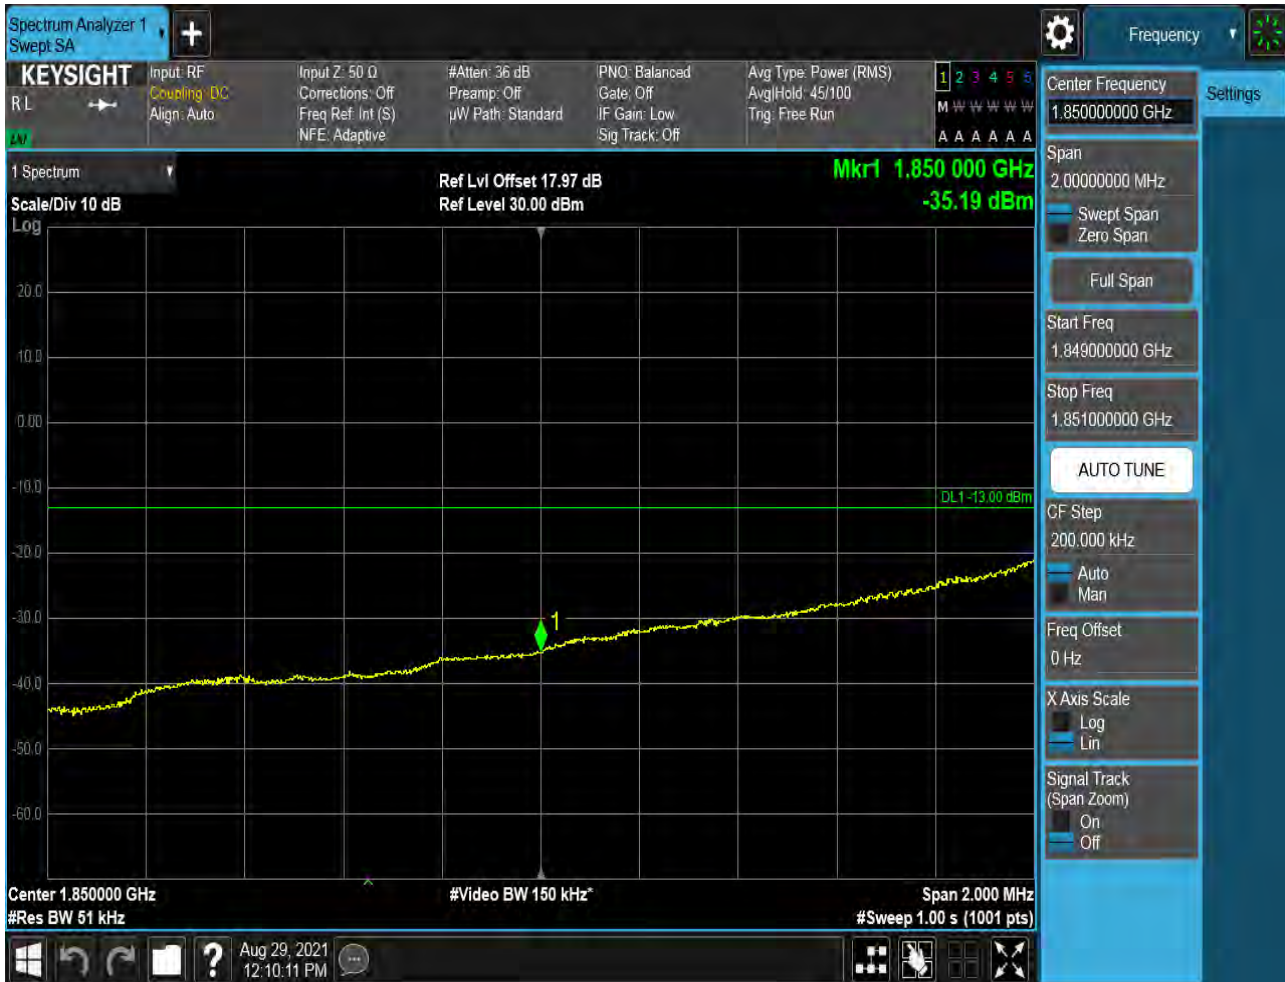 Spectrum Analyzer 1
Swept SA
Frequency
KEYSIGHT
R L
Input: RF
Coupling: DC
Align: Auto
Input Z: 50 Ω
Corrections: Off
Freq Ref: Int (S)
NFE: Adaptive
#Atten: 36 dB
Preamp: Off
µW Path: Standard
PNO: Balanced
Gate: Off
IF Gain: Low
Sig Track: Off
Avg Type: Power (RMS)
Avg|Hold: 45/100
Trig: Free Run
1 2 3 4 5 6
M W W W W W
A A A A A A
1 Spectrum
Scale/Div 10 dB
Ref Lvl Offset 17.97 dB
Ref Level 30.00 dBm
Mkr1 1.850 000 GHz
-35.19 dBm
Log
20.0
10.0
0.00
-10.0
-20.0
-30.0
-40.0
-50.0
-60.0
DL1 -13.00 dBm
1
Center 1.850000 GHz
#Res BW 51 kHz
#Video BW 150 kHz*
Span 2.000 MHz
#Sweep 1.00 s (1001 pts)
Aug 29, 2021
12:10:11 PM
Center Frequency
1.850000000 GHz
Settings
Span
2.00000000 MHz
Swept Span
Zero Span
Full Span
Start Freq
1.849000000 GHz
Stop Freq
1.851000000 GHz
AUTO TUNE
CF Step
200.000 kHz
Auto
Man
Freq Offset
0 Hz
X Axis Scale
Log
Lin
Signal Track
(Span Zoom)
On
Off